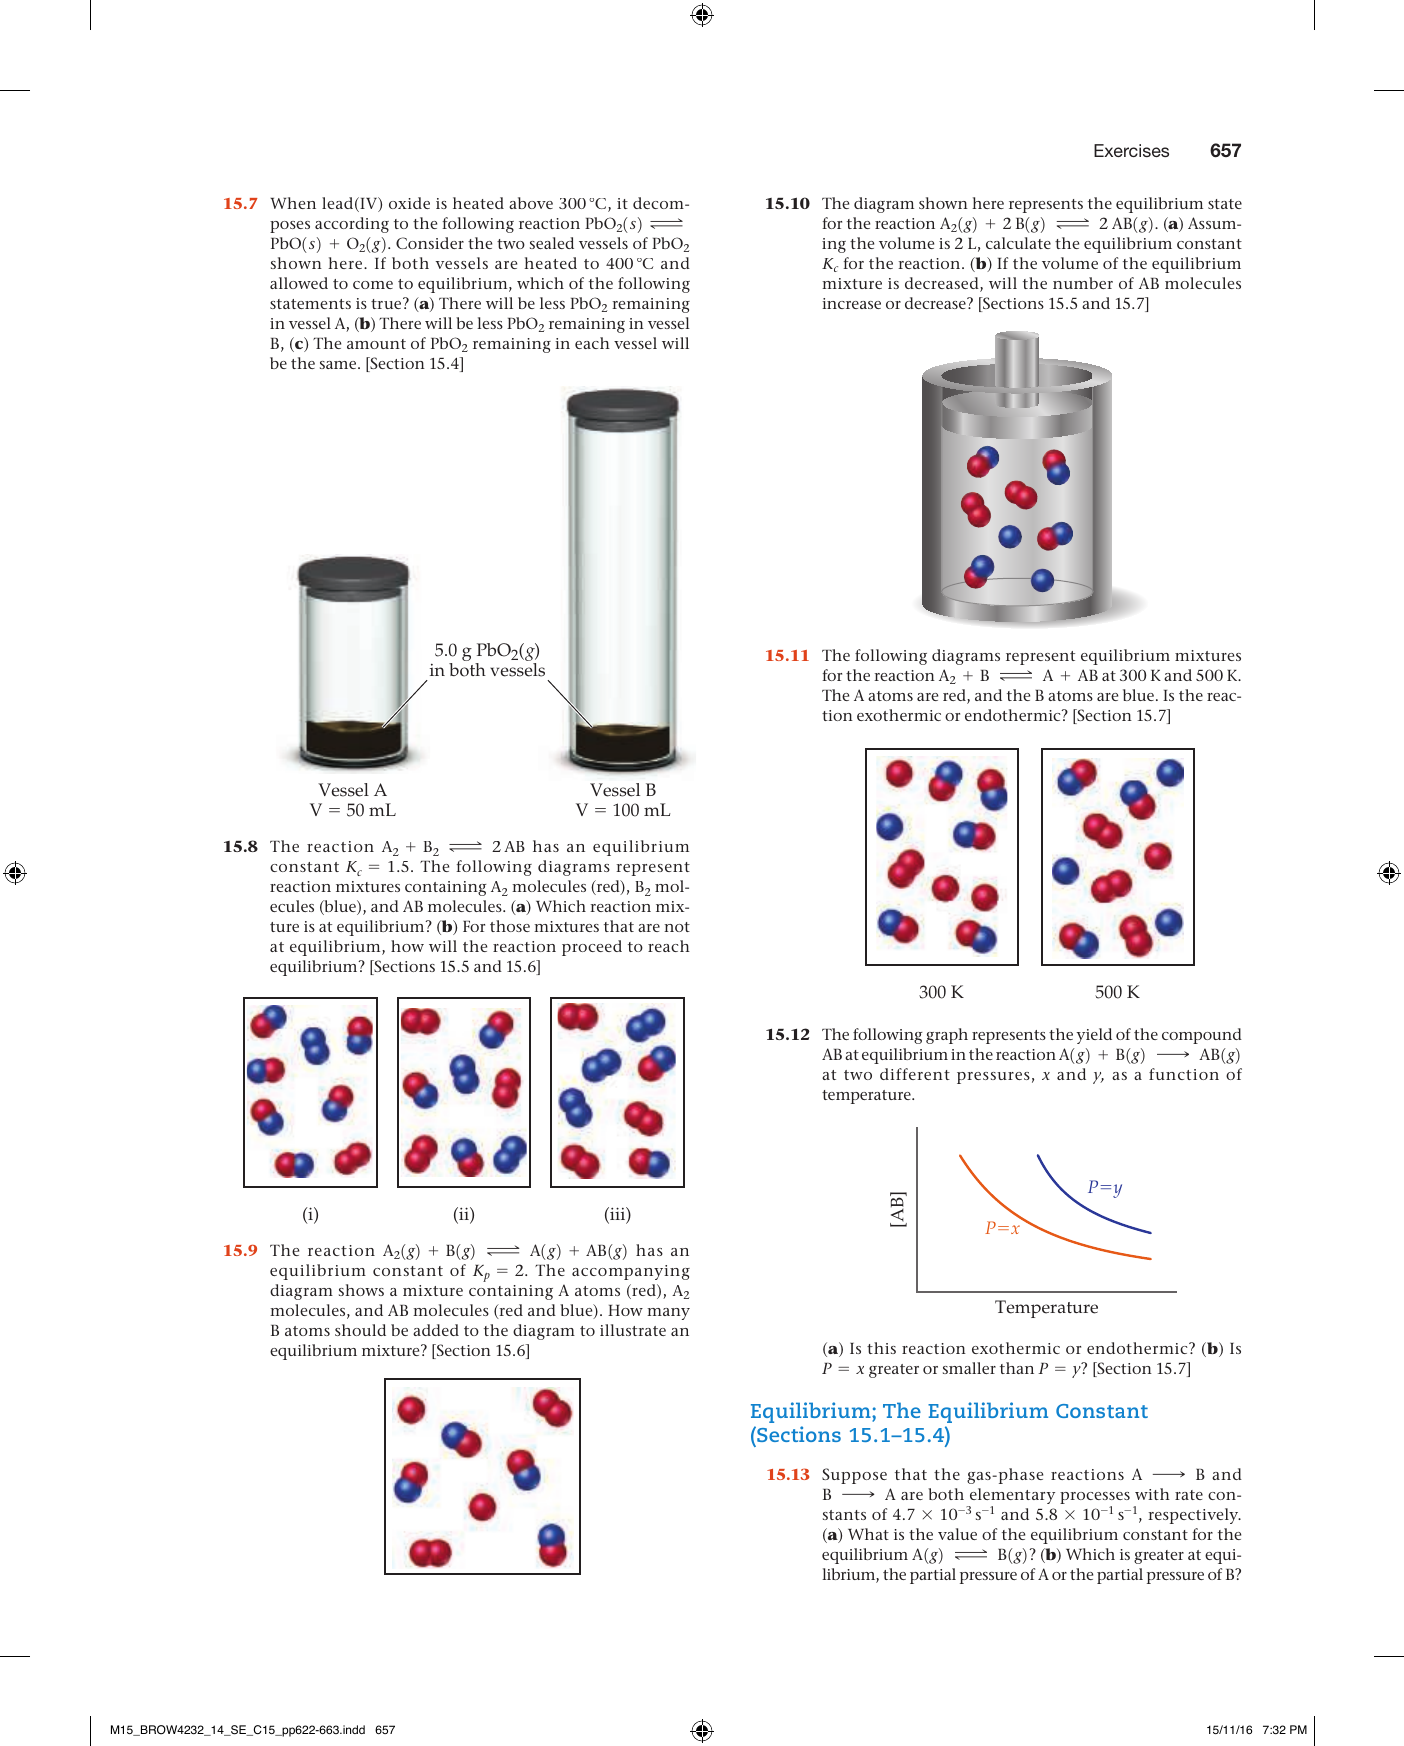 Exercises 657
15.7 When lead(IV) oxide is heated above 300 °C, it decom-
poses according to the following reaction PbO₂(s) ⇌
PbO(s) + O₂(g). Consider the two sealed vessels of PbO₂
shown here. If both vessels are heated to 400 °C and
allowed to come to equilibrium, which of the following
statements is true? (a) There will be less PbO₂ remaining
in vessel A, (b) There will be less PbO₂ remaining in vessel
B, (c) The amount of PbO₂ remaining in each vessel will
be the same. [Section 15.4]
5.0 g PbO₂(g)
in both vessels
Vessel A
V = 50 mL
Vessel B
V = 100 mL
15.8 The reaction A₂ + B₂ ⇌ 2 AB has an equilibrium
constant Kc = 1.5. The following diagrams represent
reaction mixtures containing A₂ molecules (red), B₂ mol-
ecules (blue), and AB molecules. (a) Which reaction mix-
ture is at equilibrium? (b) For those mixtures that are not
at equilibrium, how will the reaction proceed to reach
equilibrium? [Sections 15.5 and 15.6]
(i) (ii) (iii)
15.9 The reaction A₂(g) + B(g) ⇌ A(g) + AB(g) has an
equilibrium constant of Kp = 2. The accompanying
diagram shows a mixture containing A atoms (red), A₂
molecules, and AB molecules (red and blue). How many
B atoms should be added to the diagram to illustrate an
equilibrium mixture? [Section 15.6]
15.10 The diagram shown here represents the equilibrium state
for the reaction A₂(g) + 2 B(g) ⇌ 2 AB(g). (a) Assum-
ing the volume is 2 L, calculate the equilibrium constant
Kc for the reaction. (b) If the volume of the equilibrium
mixture is decreased, will the number of AB molecules
increase or decrease? [Sections 15.5 and 15.7]
15.11 The following diagrams represent equilibrium mixtures
for the reaction A₂ + B ⇌ A + AB at 300 K and 500 K.
The A atoms are red, and the B atoms are blue. Is the reac-
tion exothermic or endothermic? [Section 15.7]
300 K 500 K
15.12 The following graph represents the yield of the compound
AB at equilibrium in the reaction A(g) + B(g) ⟶ AB(g)
at two different pressures, x and y, as a function of
temperature.
[AB]
P=y
P=x
Temperature
(a) Is this reaction exothermic or endothermic? (b) Is
P = x greater or smaller than P = y? [Section 15.7]
Equilibrium; The Equilibrium Constant
(Sections 15.1–15.4)
15.13 Suppose that the gas-phase reactions A ⟶ B and
B ⟶ A are both elementary processes with rate con-
stants of 4.7 × 10⁻³ s⁻¹ and 5.8 × 10⁻¹ s⁻¹, respectively.
(a) What is the value of the equilibrium constant for the
equilibrium A(g) ⇌ B(g)? (b) Which is greater at equi-
librium, the partial pressure of A or the partial pressure of B?
M15_BROW4232_14_SE_C15_pp622-663.indd 657
15/11/16 7:32 PM